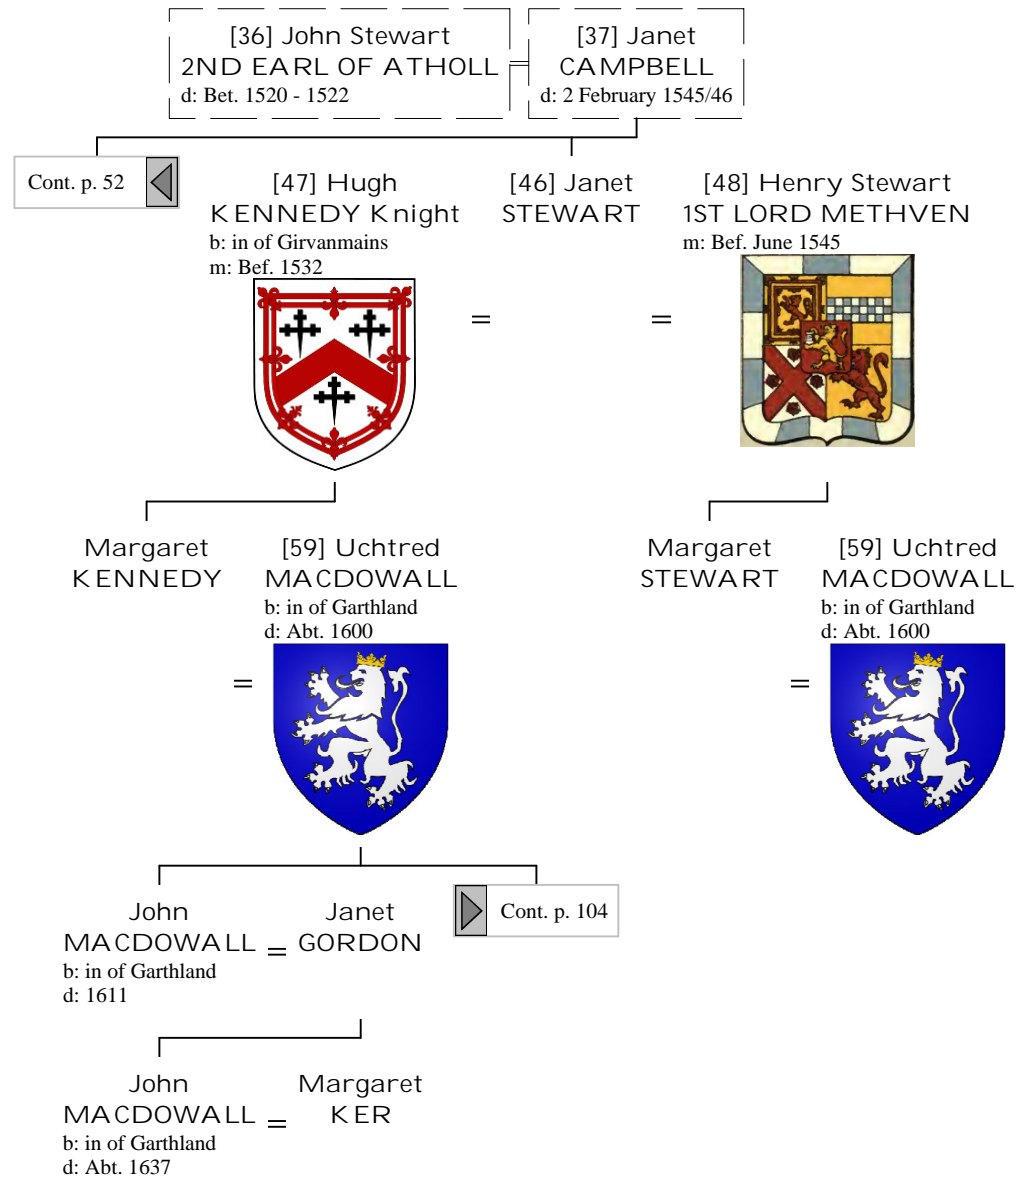 [36] John Stewart
2ND EARL OF ATHOLL
d: Bet. 1520 - 1522
=
[37] Janet
CAMPBELL
d: 2 February 1545/46
Cont. p. 52
[47] Hugh
KENNEDY Knight
b: in of Girvanmains
m: Bef. 1532
=
[46] Janet
STEWART
=
[48] Henry Stewart
1ST LORD METHVEN
m: Bef. June 1545
Margaret
KENNEDY
=
[59] Uchtred
MACDOWALL
b: in of Garthland
d: Abt. 1600
Margaret
STEWART
=
[59] Uchtred
MACDOWALL
b: in of Garthland
d: Abt. 1600
John
MACDOWALL
b: in of Garthland
d: 1611
=
Janet
GORDON
Cont. p. 104
John
MACDOWALL
b: in of Garthland
d: Abt. 1637
=
Margaret
KER